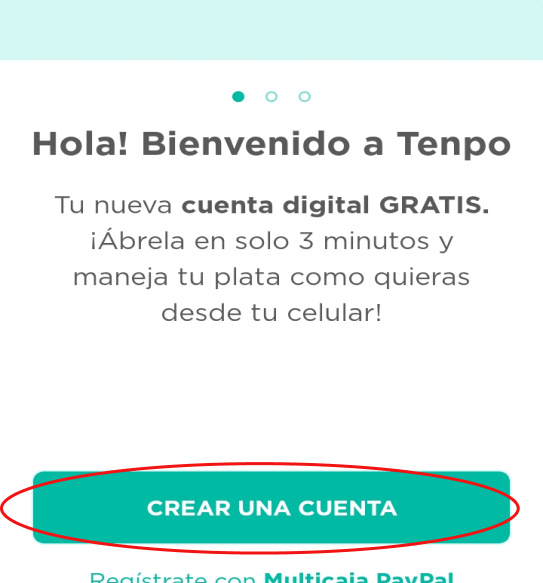 Hola! Bienvenido a Tenpo
Tu nueva cuenta digital GRATIS.
¡Ábrela en solo 3 minutos y
maneja tu plata como quieras
desde tu celular!
CREAR UNA CUENTA
Regístrate con Multicaja PayPal